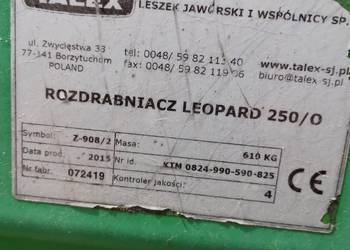 TALEX
LESZEK JAWORSKI I WSPÓLNICY SP.
ul. Zwycięstwa 33
77-141 Borzytuchom
POLAND
tel: 0048/ 59 82 113 40
fax: 0048/ 59 82 119 06
www.talex-sj.pl
biuro@talex-sj.pl
ROZDRABNIACZ LEOPARD 250/O
Symbol: Z-908/2 Masa: 610 KG
Data prod. 2015 Nr id. KTM 0824-990-590-825
Nr fabr. 072419 Kontroler jakości: 4
CE